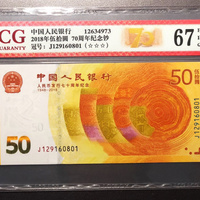 CG
中国人民银行 12634973
2018年伍拾圆 70周年纪念钞
冠号: J129160801 (☆☆☆)
67
J129160801
中国人民银行
50
人民币发行七十周年纪念
1948-2018
50
J129160801